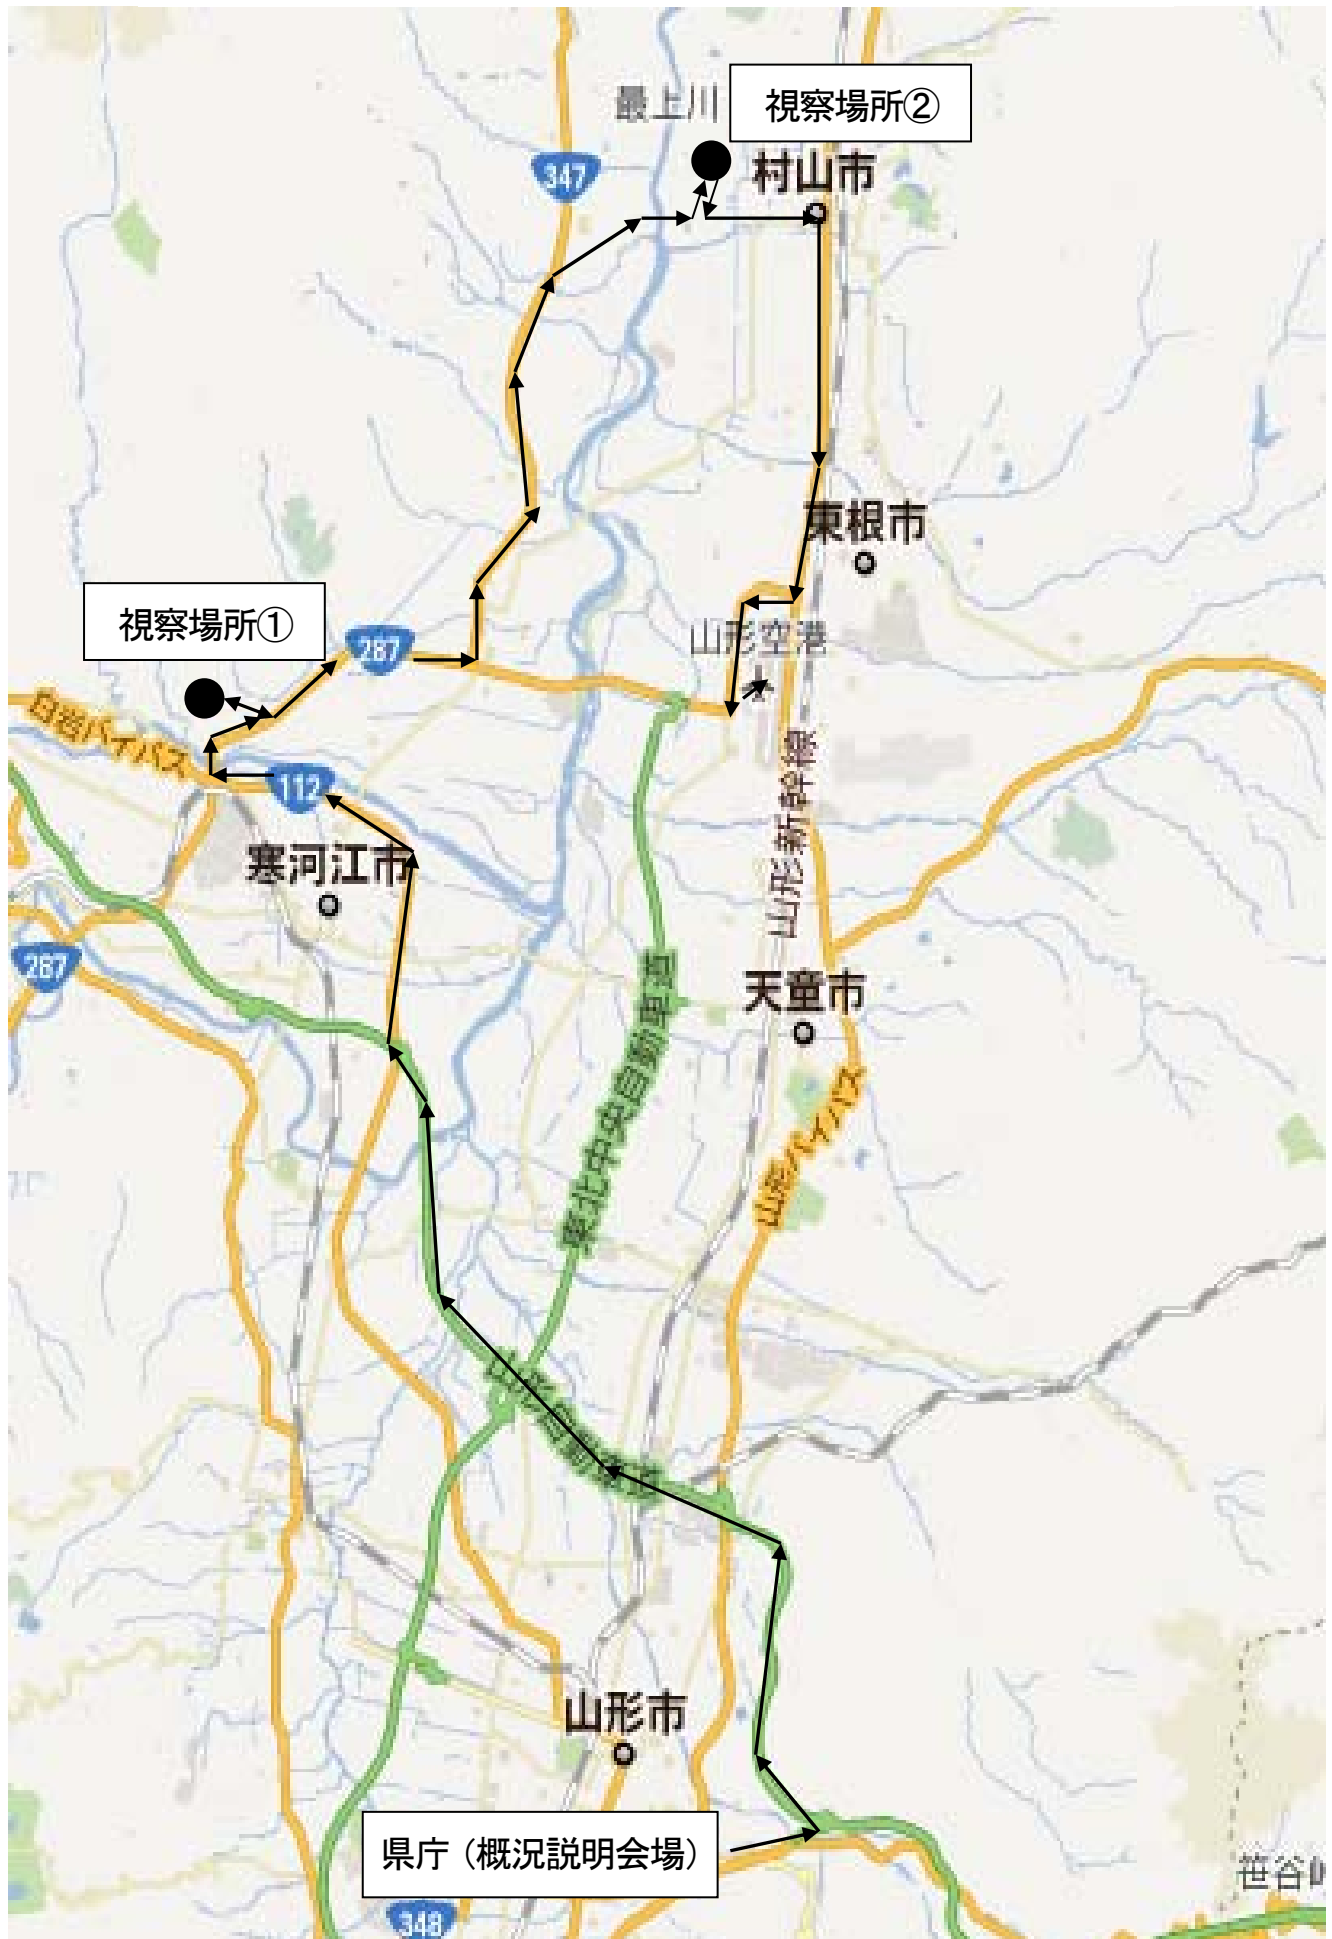 視察場所②
最上川
村山市
347
東根市
視察場所①
山形空港
287
白岩バイパス
112
山形新幹線
寒河江市
287
天童市
東北中央自動車道
山形バイパス
山形自動車道
山形市
県庁（概況説明会場）
笹谷
348